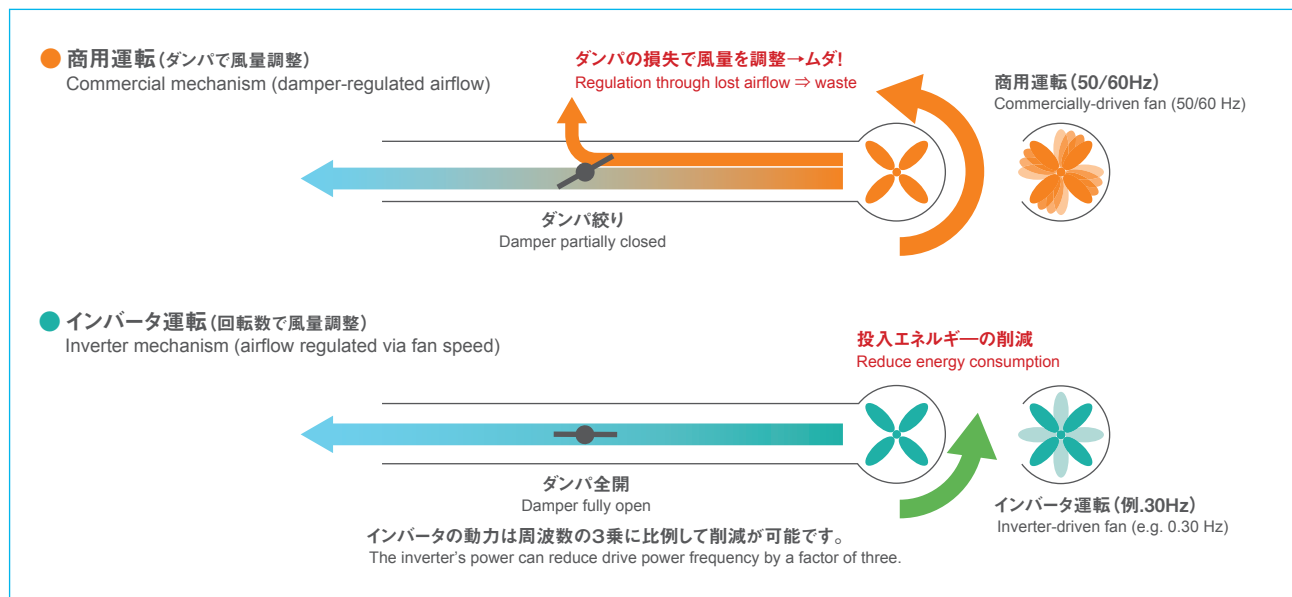 商用運転(ダンパで風量調整)
Commercial mechanism (damper-regulated airflow)
ダンパの損失で風量を調整→ムダ!
Regulation through lost airflow ⇒ waste
商用運転(50/60Hz)
Commercially-driven fan (50/60 Hz)
ダンパ絞り
Damper partially closed
インバータ運転(回転数で風量調整)
Inverter mechanism (airflow regulated via fan speed)
投入エネルギーの削減
Reduce energy consumption
ダンパ全開
Damper fully open
インバータ運転(例.30Hz)
Inverter-driven fan (e.g. 0.30 Hz)
インバータの動力は周波数の3乗に比例して削減が可能です。
The inverter's power can reduce drive power frequency by a factor of three.